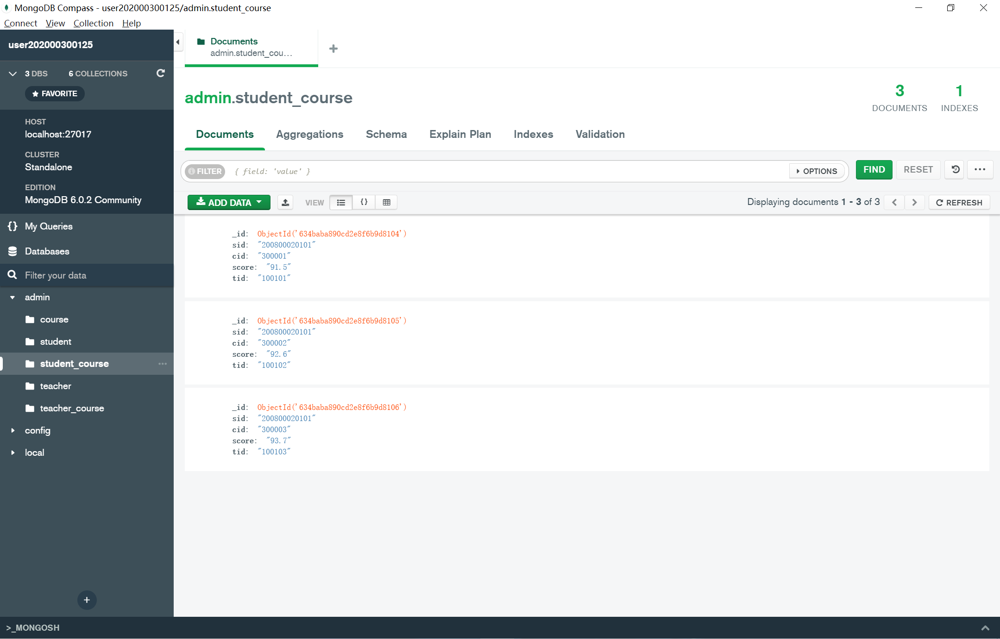 MongoDB Compass - user202000300125/admin.student_course
Connect View Collection Help
user202000300125
3 DBS 6 COLLECTIONS
FAVORITE
HOST
localhost:27017
CLUSTER
Standalone
EDITION
MongoDB 6.0.2 Community
{} My Queries
Databases
Filter your data
admin
course
student
student_course ...
teacher
teacher_course
config
local
+
Documents
admin.student_cou...
+
admin.student_course
3
DOCUMENTS
1
INDEXES
Documents Aggregations Schema Explain Plan Indexes Validation
FILTER { field: 'value' } OPTIONS FIND RESET ...
ADD DATA VIEW {} Displaying documents 1 - 3 of 3 REFRESH
_id: ObjectId('634baba890cd2e8f6b9d8104')
sid: "200800020101"
cid: "300001"
score: "91.5"
tid: "100101"
_id: ObjectId('634baba890cd2e8f6b9d8105')
sid: "200800020101"
cid: "300002"
score: "92.6"
tid: "100102"
_id: ObjectId('634baba890cd2e8f6b9d8106')
sid: "200800020101"
cid: "300003"
score: "93.7"
tid: "100103"
>_MONGOSH